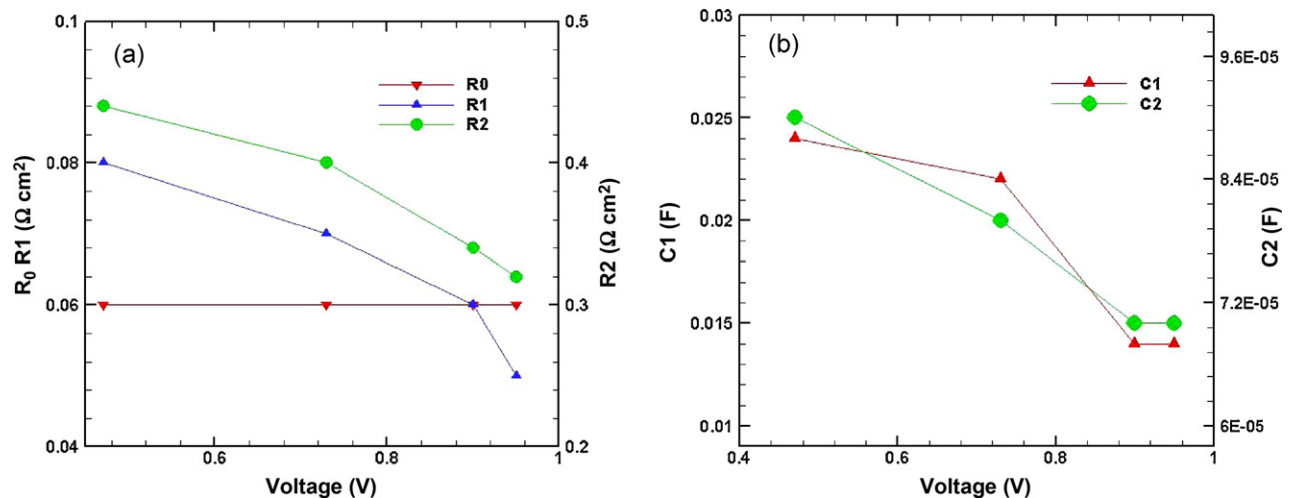 (a)
R0
R1
R2
0.1
0.08
0.06
0.04
R₀ R1 (Ω cm²)
0.5
0.4
0.3
0.2
R2 (Ω cm²)
0.6
0.8
1
Voltage (V)
(b)
C1
C2
0.03
0.025
0.02
0.015
0.01
C1 (F)
9.6E-05
8.4E-05
7.2E-05
6E-05
C2 (F)
0.4
0.6
0.8
1
Voltage (V)